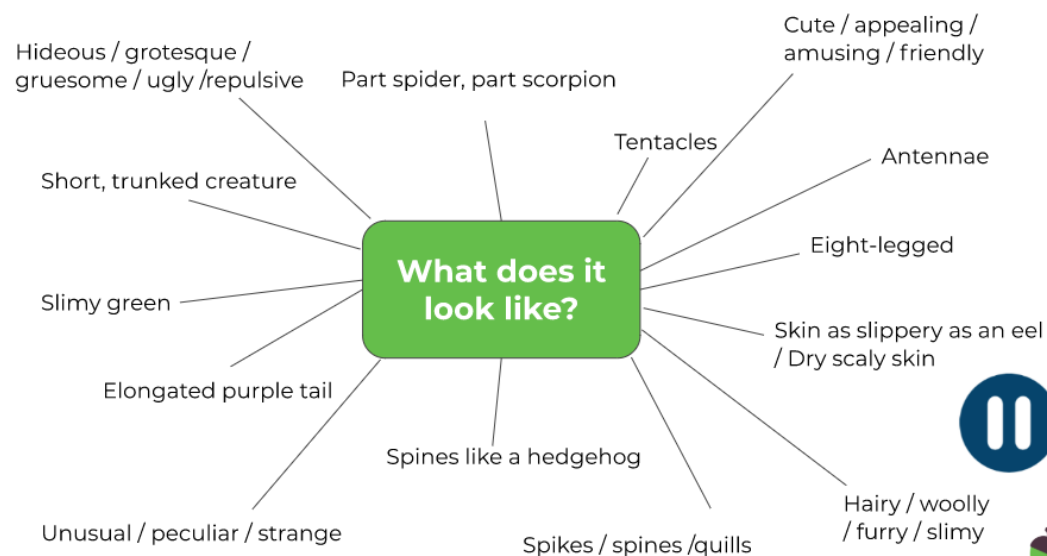 Cute / appealing /
amusing / friendly
Hideous / grotesque /
gruesome / ugly /repulsive
Part spider, part scorpion
Tentacles
Antennae
Short, trunked creature
Eight-legged
What does it
look like?
Slimy green
Skin as slippery as an eel
/ Dry scaly skin
Elongated purple tail
Spines like a hedgehog
Hairy / woolly
/ furry / slimy
Unusual / peculiar / strange
Spikes / spines /quills